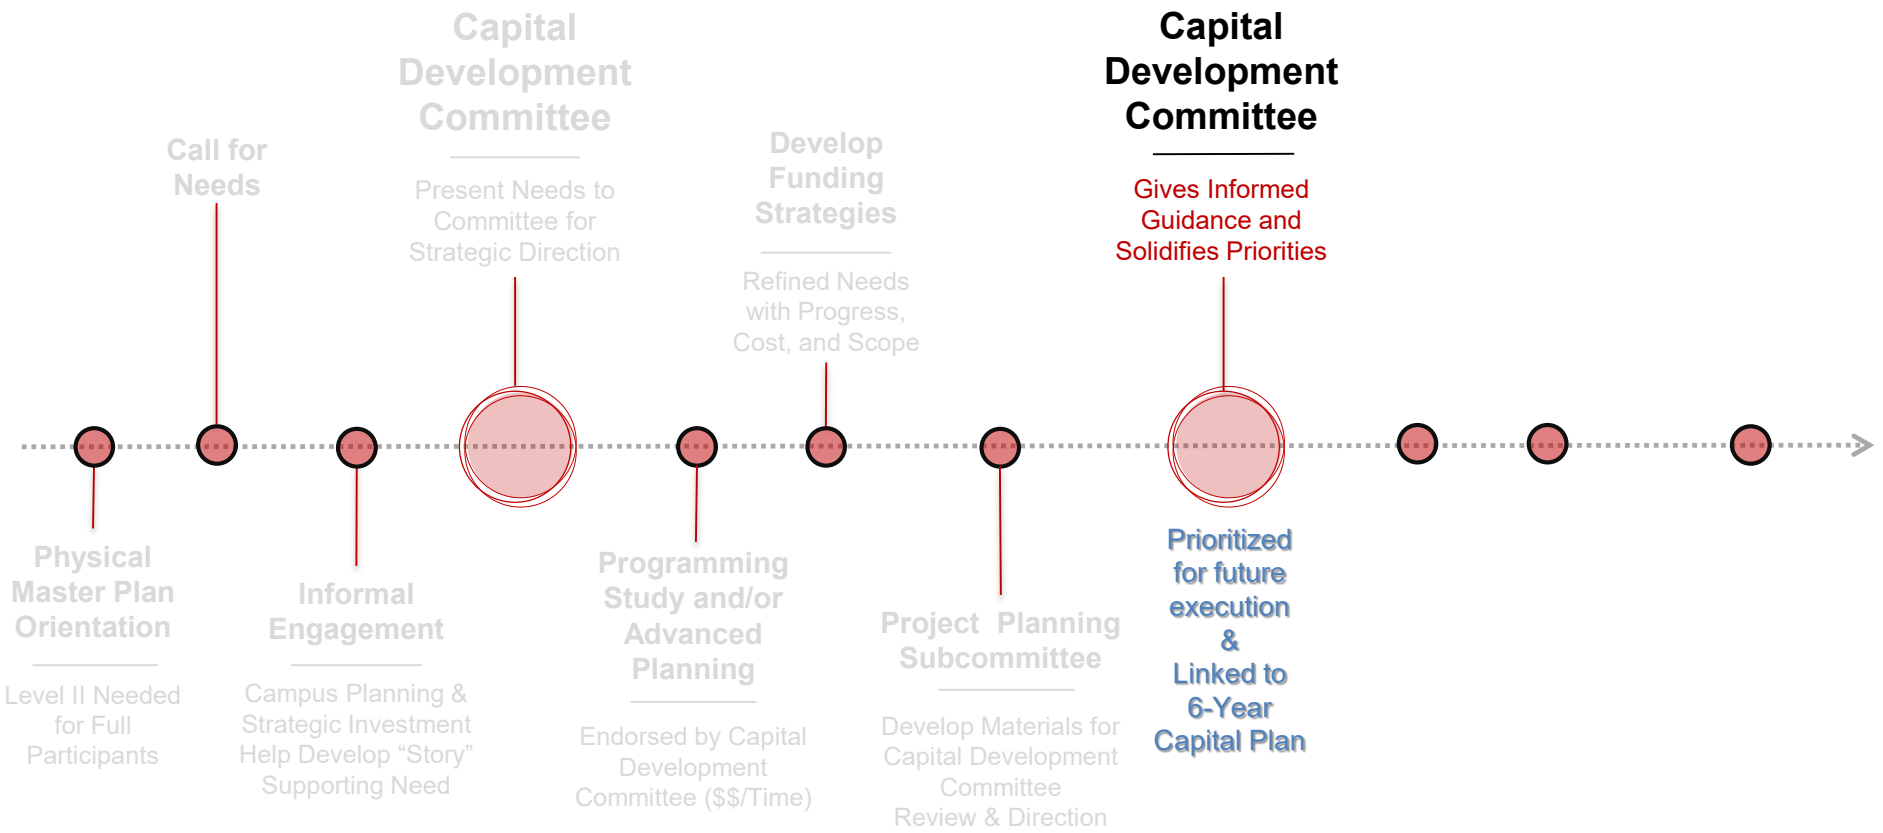 Capital
Development
Committee
Present Needs to
Committee for
Strategic Direction
Capital
Development
Committee
Gives Informed
Guidance and
Solidifies Priorities
Call for
Needs
Develop
Funding
Strategies
Refined Needs
with Progress,
Cost, and Scope
Physical
Master Plan
Orientation
Level II Needed
for Full
Participants
Informal
Engagement
Campus Planning &
Strategic Investment
Help Develop “Story”
Supporting Need
Programming
Study and/or
Advanced
Planning
Endorsed by Capital
Development
Committee ($$/Time)
Project Planning
Subcommittee
Develop Materials for
Capital Development
Committee
Review & Direction
Prioritized
for future
execution
&
Linked to
6-Year
Capital Plan